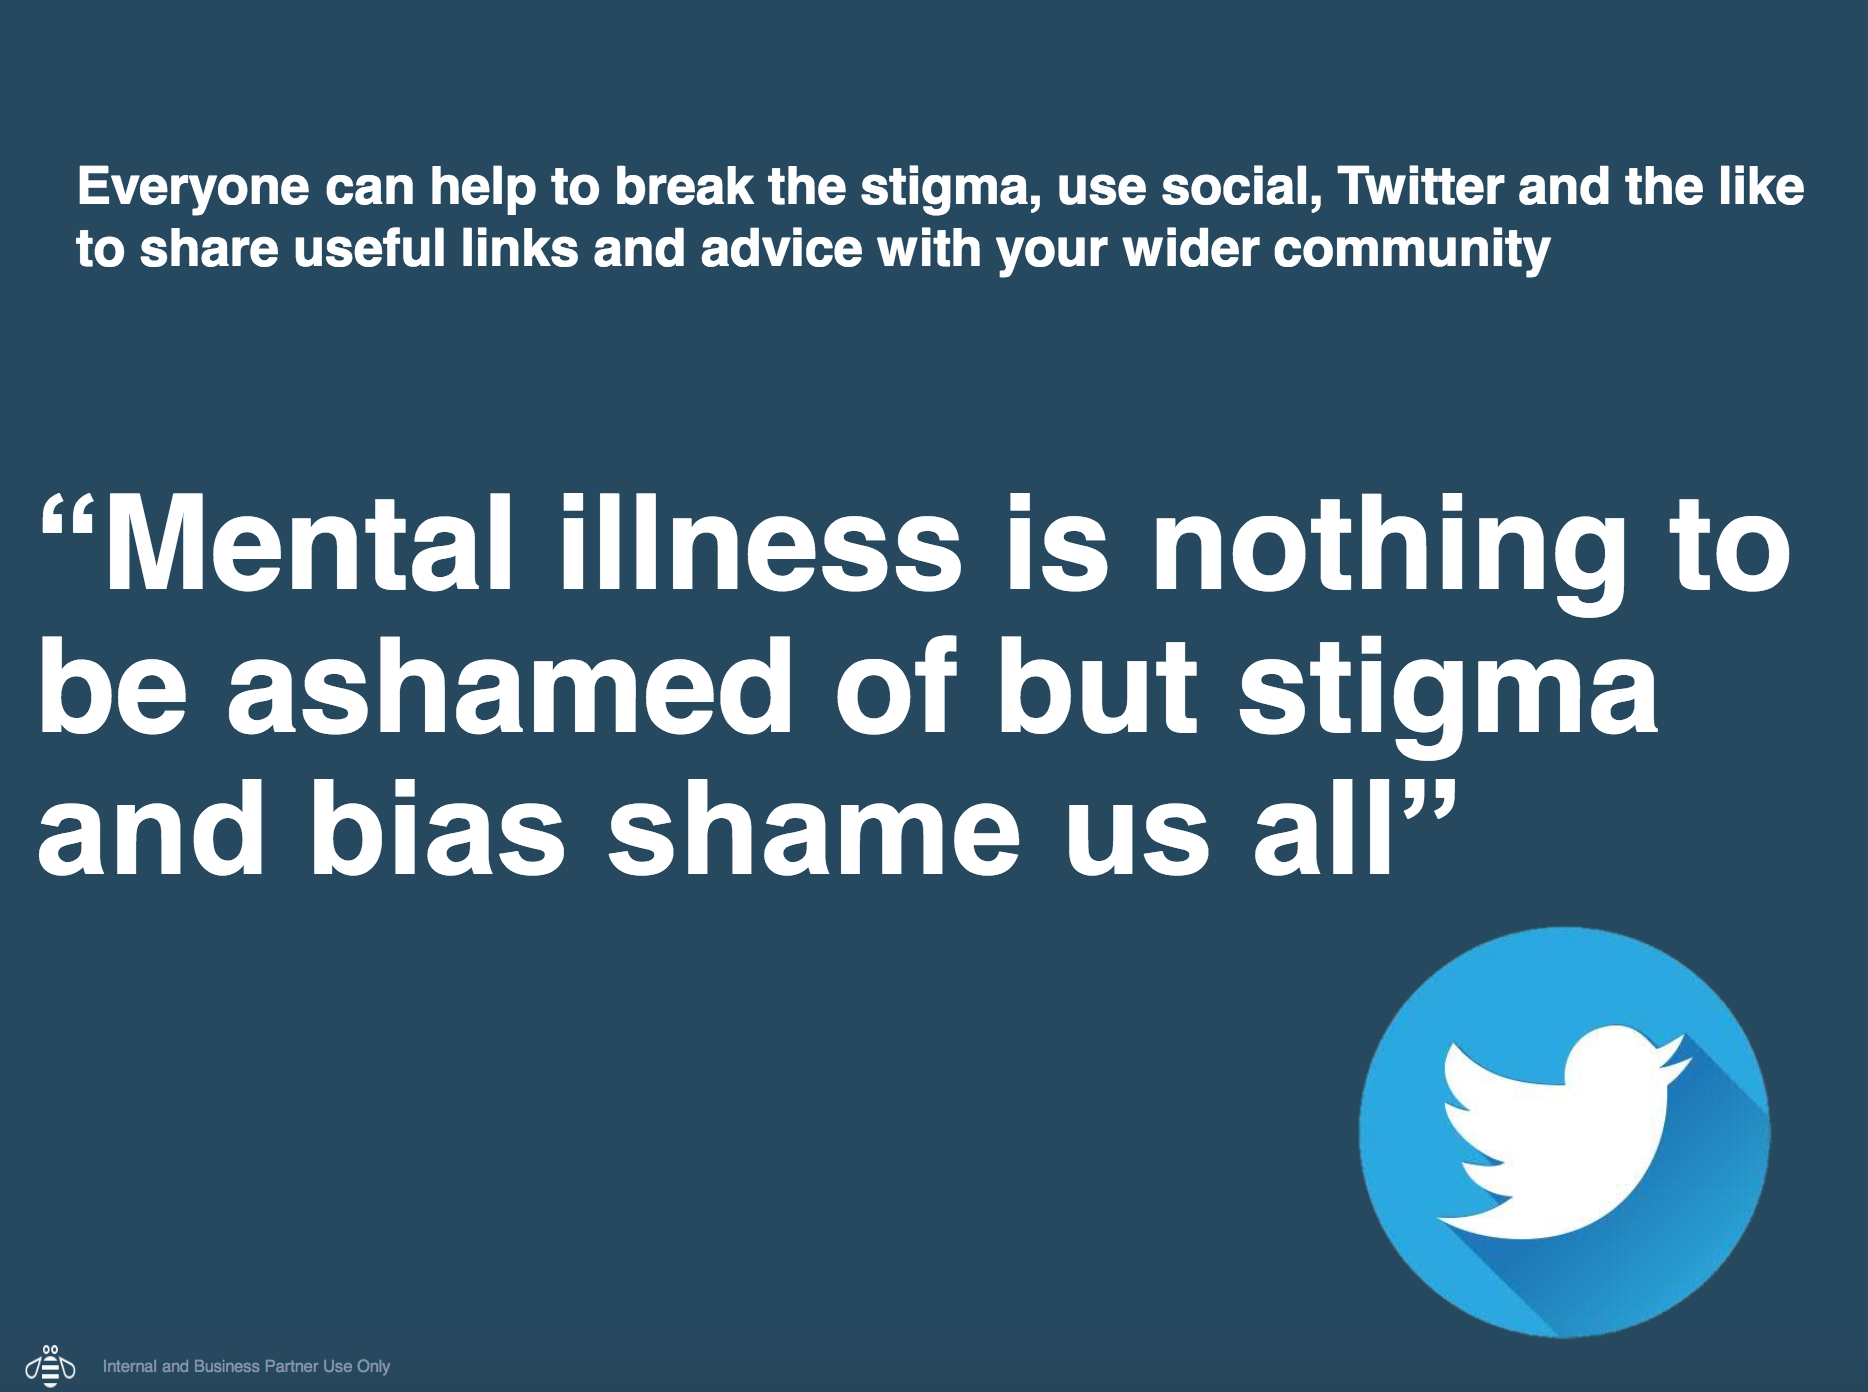 Everyone can help to break the stigma, use social, Twitter and the like
to share useful links and advice with your wider community
“Mental illness is nothing to
be ashamed of but stigma
and bias shame us all”
Internal and Business Partner Use Only